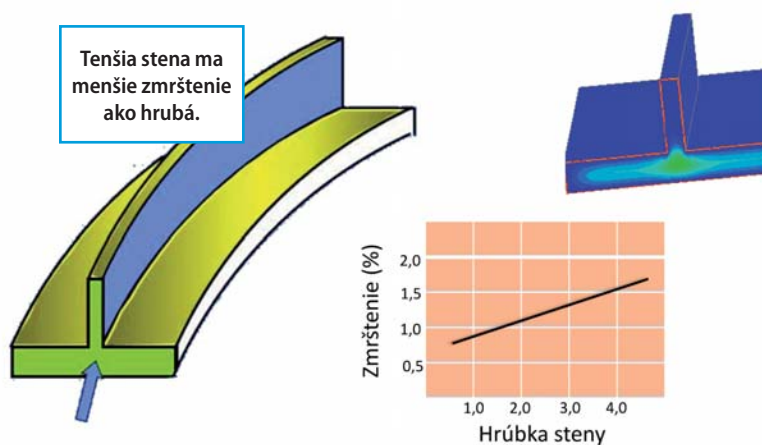 Tenšia stena ma
menšie zmrštenie
ako hrubá.
Zmrštenie (%)
2,0
1,5
1,0
0,5
1,0 2,0 3,0 4,0
Hrúbka steny